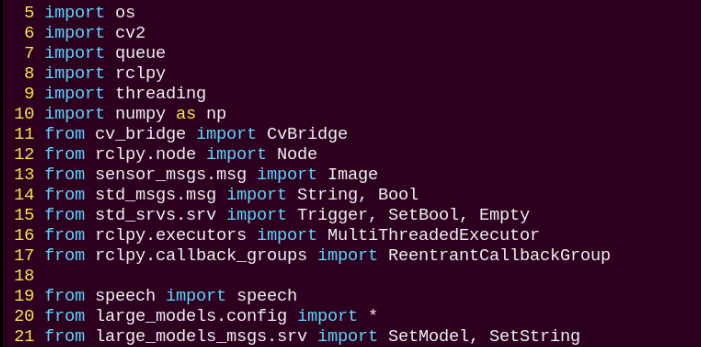 5 import os
6 import cv2
7 import queue
8 import rclpy
9 import threading
10 import numpy as np
11 from cv_bridge import CvBridge
12 from rclpy.node import Node
13 from sensor_msgs.msg import Image
14 from std_msgs.msg import String, Bool
15 from std_srvs.srv import Trigger, SetBool, Empty
16 from rclpy.executors import MultiThreadedExecutor
17 from rclpy.callback_groups import ReentrantCallbackGroup
18
19 from speech import speech
20 from large_models.config import *
21 from large_models_msgs.srv import SetModel, SetString